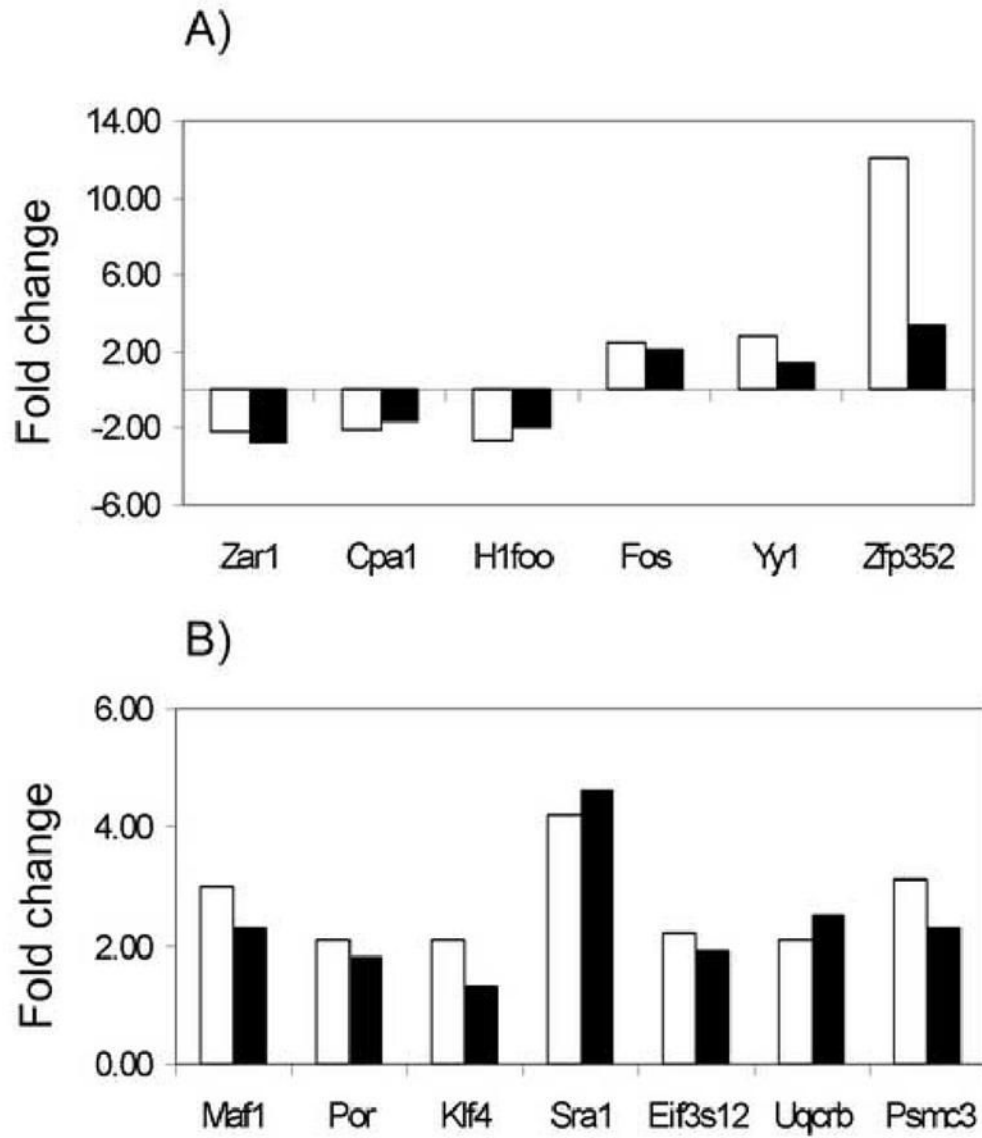 A)
Fold change
14.00
10.00
6.00
2.00
-2.00
-6.00
Zar1 Cpa1 H1foo Fos Yy1 Zfp352
B)
Fold change
6.00
4.00
2.00
0.00
Maf1 Por Klf4 Sra1 Eif3s12 Uqcrb Psmc3